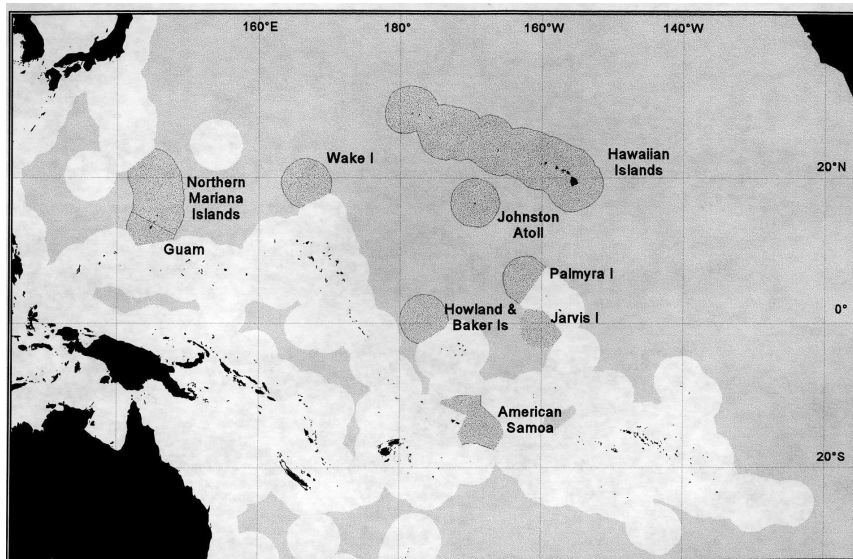 160°E
180°
160°W
140°W
Wake I
Hawaiian
Islands
20°N
Northern
Mariana
Islands
Johnston
Atoll
Guam
Palmyra I
Howland &
Baker Is
Jarvis I
0°
American
Samoa
20°S